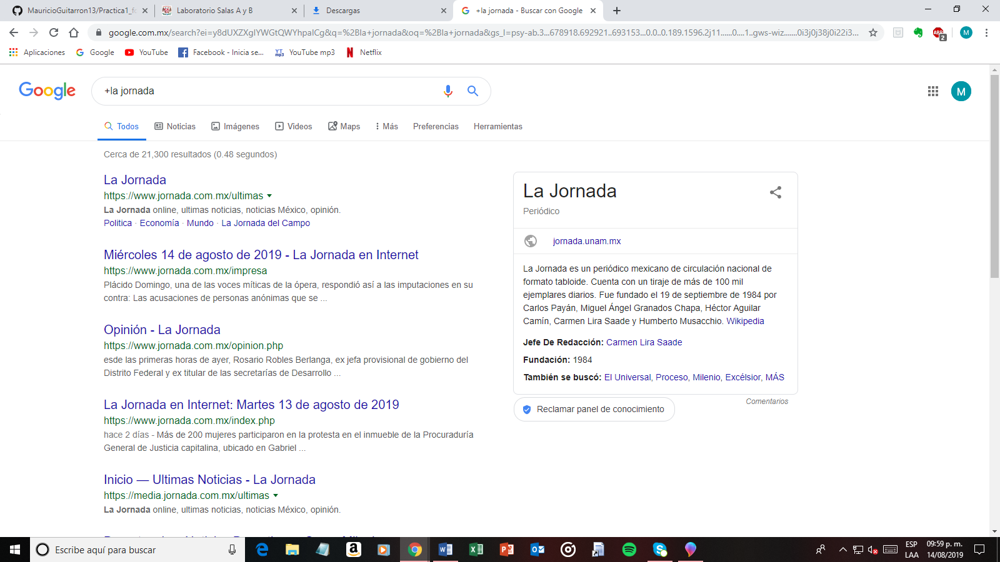 MauricioGuitarron13/Practica1_fo
Laboratorio Salas A y B
Descargas
+la jornada - Buscar con Google
google.com.mx/search?ei=y8dUXZXgIYWGtQWYhpalCg&q=%2Bla+jornada&oq=%2Bla+jornada&gs_l=psy-ab.3...678918.692921..693153...0.0..0.189.1596.2j11......0....1..gws-wiz.......0i3j0j38j0i22i3...
ABP
2
M
Aplicaciones
Google
YouTube
Facebook - Inicia se...
YT mp3
YouTube mp3
Netflix
Google
+la jornada
M
Todos
Noticias
Imágenes
Videos
Maps
Más
Preferencias
Herramientas
Cerca de 21,300 resultados (0.48 segundos)
La Jornada
https://www.jornada.com.mx/ultimas
La Jornada online, ultimas noticias, noticias México, opinión.
Politica · Economía · Mundo · La Jornada del Campo
Miércoles 14 de agosto de 2019 - La Jornada en Internet
https://www.jornada.com.mx/impresa
Plácido Domingo, una de las voces míticas de la ópera, respondió así a las imputaciones en su
contra: Las acusaciones de personas anónimas que se ...
Opinión - La Jornada
https://www.jornada.com.mx/opinion.php
esde las primeras horas de ayer, Rosario Robles Berlanga, ex jefa provisional de gobierno del
Distrito Federal y ex titular de las secretarías de Desarrollo ...
La Jornada en Internet: Martes 13 de agosto de 2019
https://www.jornada.com.mx/index.php
hace 2 días - Más de 200 mujeres participaron en la protesta en el inmueble de la Procuraduría
General de Justicia capitalina, ubicado en Gabriel ...
Inicio — Ultimas Noticias - La Jornada
https://media.jornada.com.mx/ultimas
La Jornada online, ultimas noticias, noticias México, opinión.
La Jornada
Periódico
jornada.unam.mx
La Jornada es un periódico mexicano de circulación nacional de
formato tabloide. Cuenta con un tiraje de más de 100 mil
ejemplares diarios. Fue fundado el 19 de septiembre de 1984 por
Carlos Payán, Miguel Ángel Granados Chapa, Héctor Aguilar
Camín, Carmen Lira Saade y Humberto Musacchio. Wikipedia
Jefe De Redacción: Carmen Lira Saade
Fundación: 1984
También se buscó: El Universal, Proceso, Milenio, Excélsior, MÁS
Comentarios
Reclamar panel de conocimiento
Escribe aquí para buscar
ESP
LAA
09:59 p. m.
14/08/2019